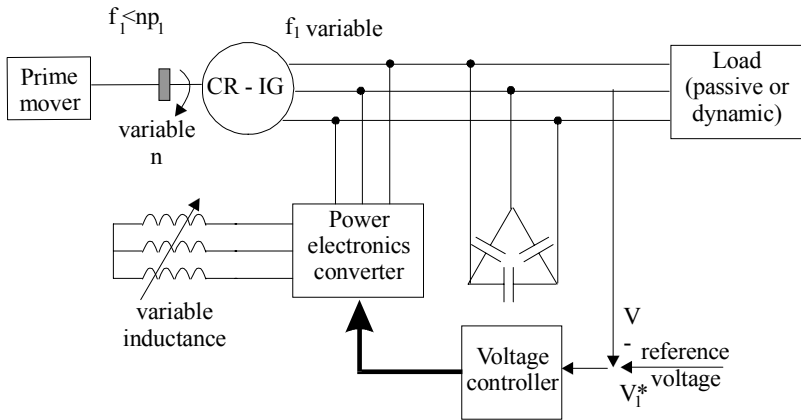 f₁<np₁
f₁ variable
Prime
mover
CR - IG
variable
n
Load
(passive or
dynamic)
Power
electronics
converter
variable
inductance
Voltage
controller
V
-
reference
voltage
V₁*